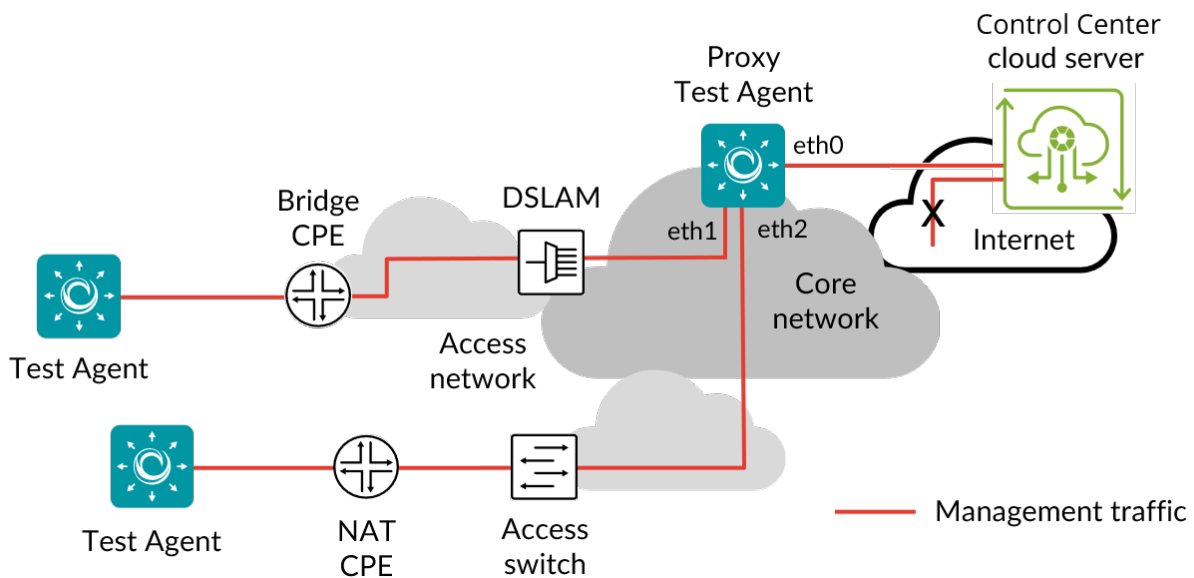 Control Center
cloud server
Proxy
Test Agent
eth0
Bridge
CPE
DSLAM
eth1
eth2
X
Internet
Core
network
Test Agent
Access
network
Test Agent
NAT
CPE
Access
switch
Management traffic